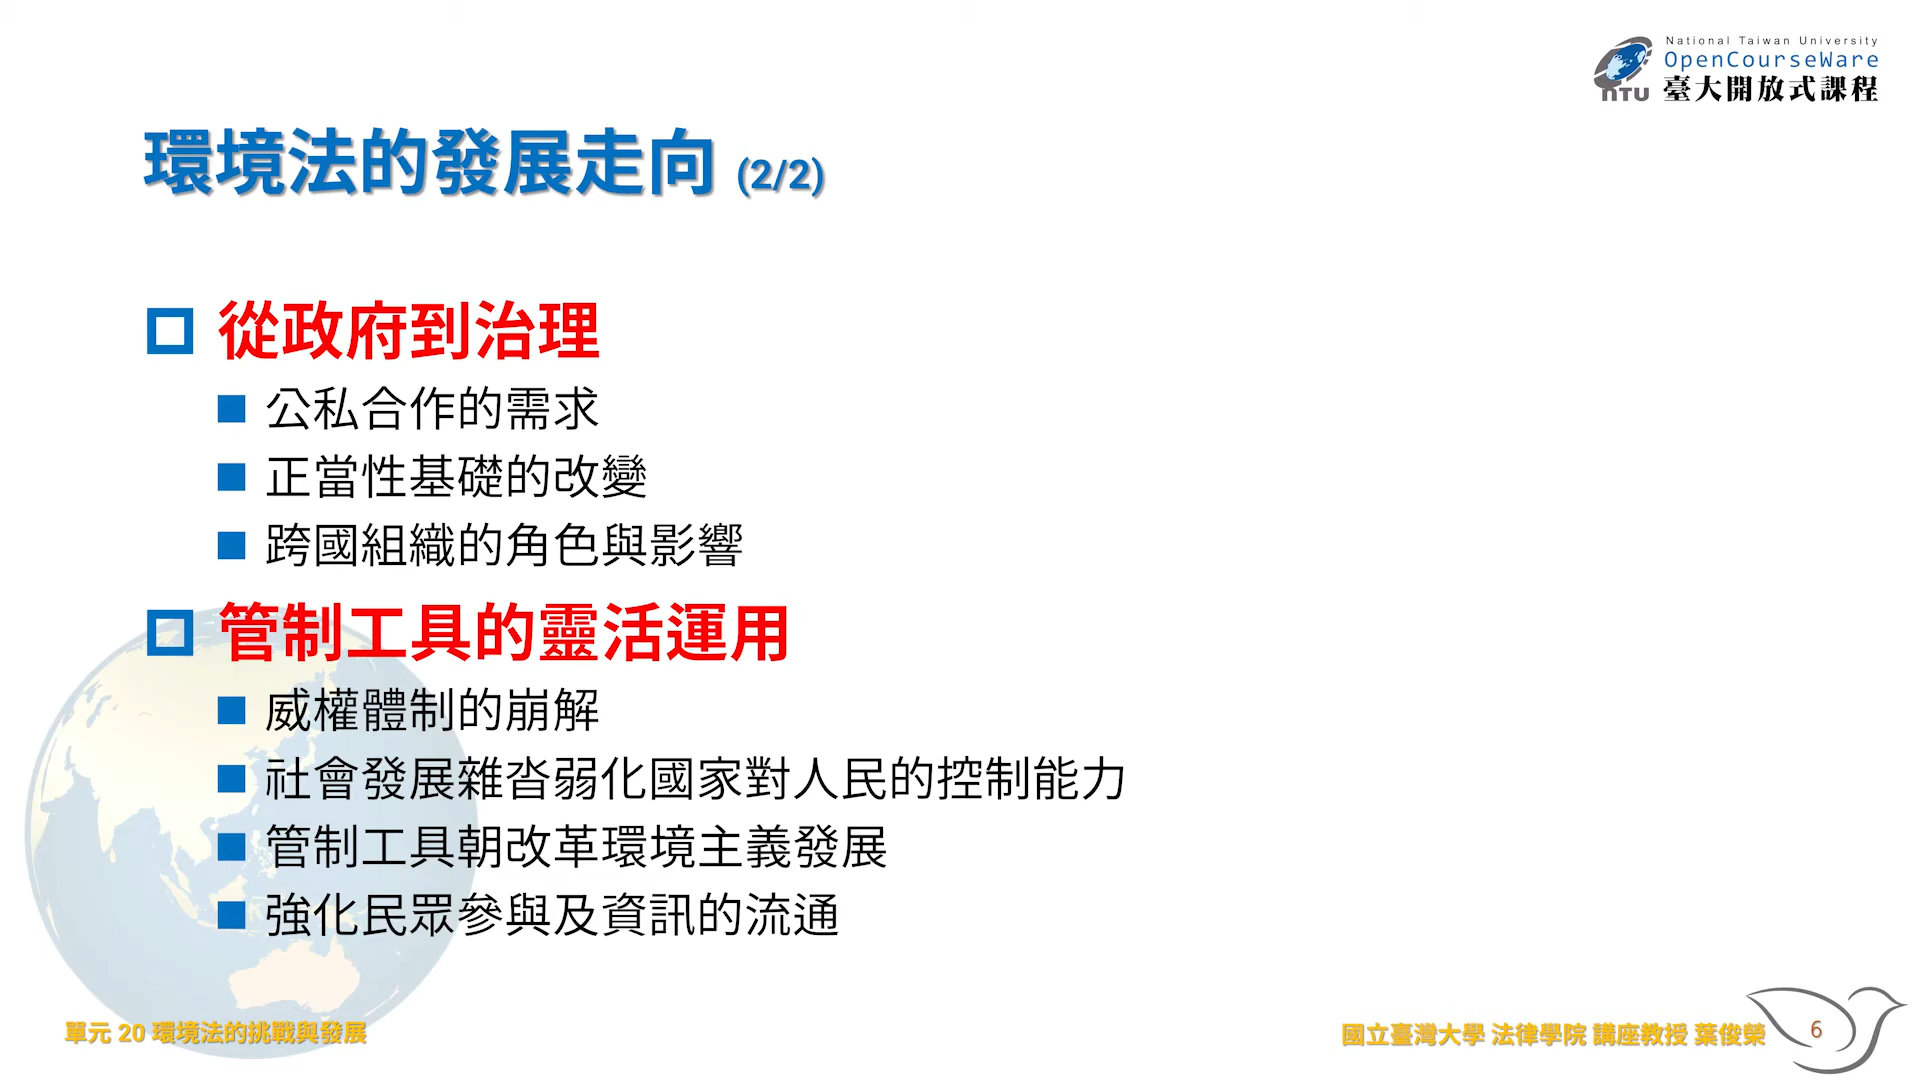 National Taiwan University
OpenCourseWare
NTU 臺大開放式課程
環境法的發展走向 (2/2)
從政府到治理
公私合作的需求
正當性基礎的改變
跨國組織的角色與影響
管制工具的靈活運用
威權體制的崩解
社會發展雜沓弱化國家對人民的控制能力
管制工具朝改革環境主義發展
強化民眾參與及資訊的流通
單元 20 環境法的挑戰與發展
國立臺灣大學 法律學院 講座教授 葉俊榮
6